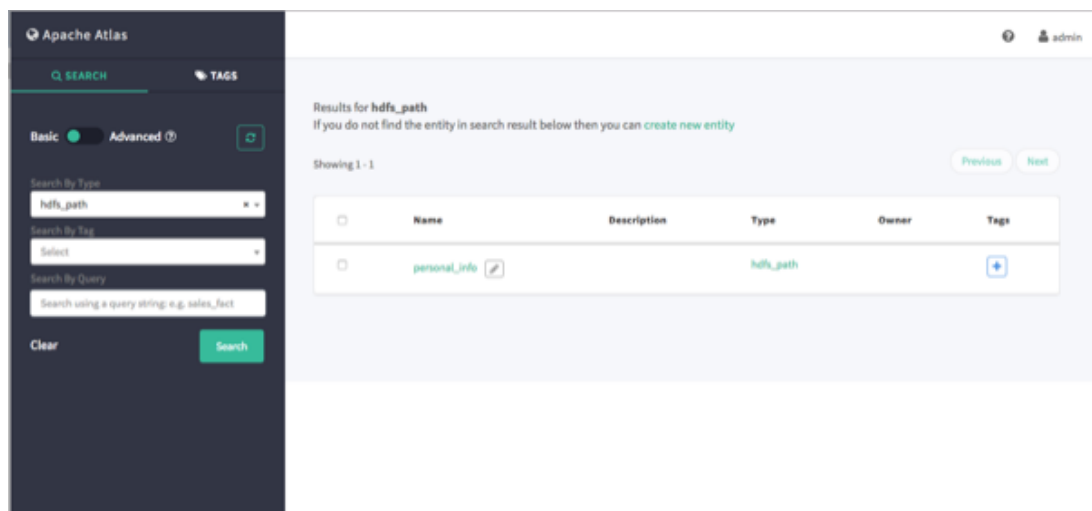 Apache Atlas
admin
SEARCH
TAGS
Basic
Advanced
Search By Type
hdfs_path
Search By Tag
Select
Search By Query
Search using a query string: e.g. sales_fact
Clear
Search
Results for hdfs_path
If you do not find the entity in search result below then you can create new entity
Showing 1 - 1
Previous
Next
Name Description Type Owner Tags
personal_info hdfs_path